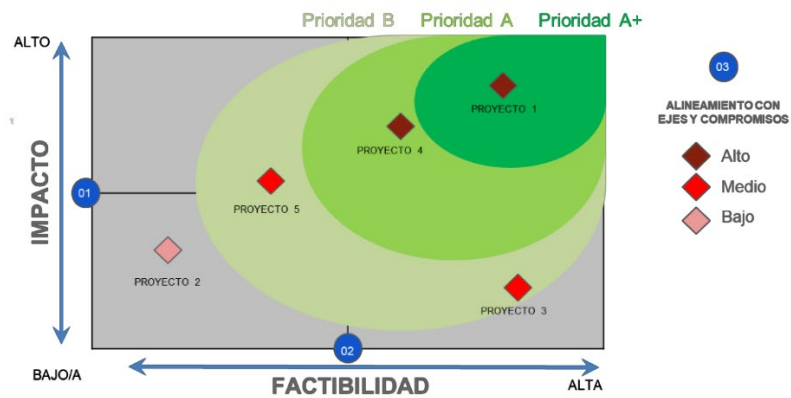 Prioridad B Prioridad A Prioridad A+
ALTO
03
ALINEAMIENTO CON
EJES Y COMPROMISOS
Alto
Medio
Bajo
PROYECTO 1
PROYECTO 4
01
IMPACTO
PROYECTO 5
PROYECTO 2
PROYECTO 3
02
BAJO/A
FACTIBILIDAD
ALTA